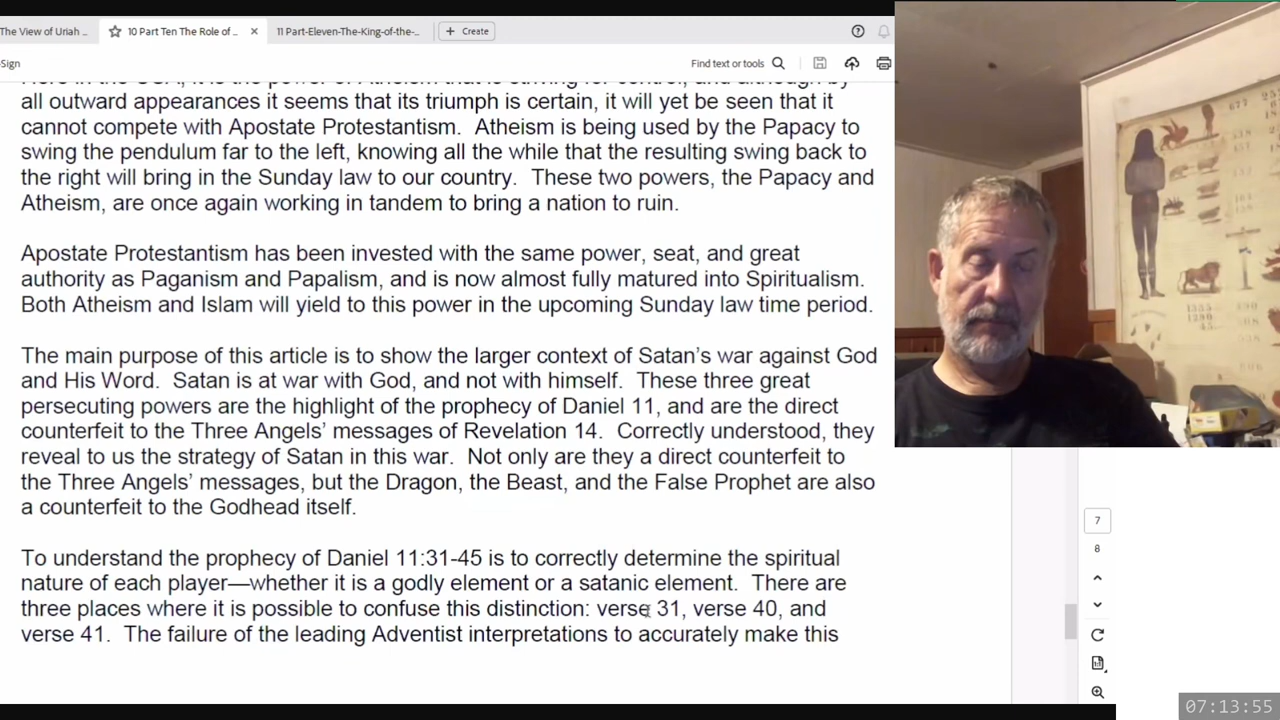 The View of Uriah ...
10 Part Ten The Role of ...
11 Part-Eleven-The-King-of-the-...
+ Create
-Sign
Find text or tools
all outward appearances it seems that its triumph is certain, it will yet be seen that it
cannot compete with Apostate Protestantism.  Atheism is being used by the Papacy to
swing the pendulum far to the left, knowing all the while that the resulting swing back to
the right will bring in the Sunday law to our country.  These two powers, the Papacy and
Atheism, are once again working in tandem to bring a nation to ruin.
Apostate Protestantism has been invested with the same power, seat, and great
authority as Paganism and Papalism, and is now almost fully matured into Spiritualism.
Both Atheism and Islam will yield to this power in the upcoming Sunday law time period.
The main purpose of this article is to show the larger context of Satan's war against God
and His Word.  Satan is at war with God, and not with himself.  These three great
persecuting powers are the highlight of the prophecy of Daniel 11, and are the direct
counterfeit to the Three Angels' messages of Revelation 14.  Correctly understood, they
reveal to us the strategy of Satan in this war.  Not only are they a direct counterfeit to
the Three Angels' messages, but the Dragon, the Beast, and the False Prophet are also
a counterfeit to the Godhead itself.
To understand the prophecy of Daniel 11:31-45 is to correctly determine the spiritual
nature of each player—whether it is a godly element or a satanic element.  There are
three places where it is possible to confuse this distinction: verse 31, verse 40, and
verse 41.  The failure of the leading Adventist interpretations to accurately make this
7
8
677
538
508
1335
07:13:55